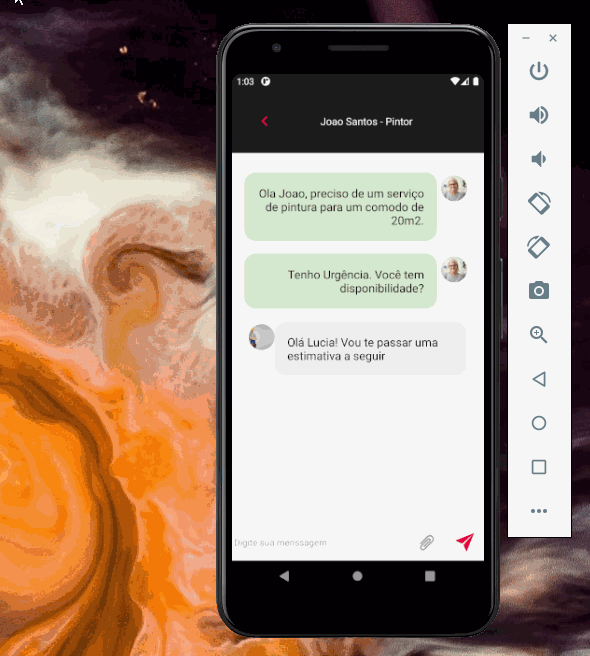 1:03
Joao Santos - Pintor
Ola Joao, preciso de um serviço
de pintura para um comodo de
20m2.
Tenho Urgência. Você tem
disponibilidade?
Olá Lucia! Vou te passar uma
estimativa a seguir
Digite sua menssagem